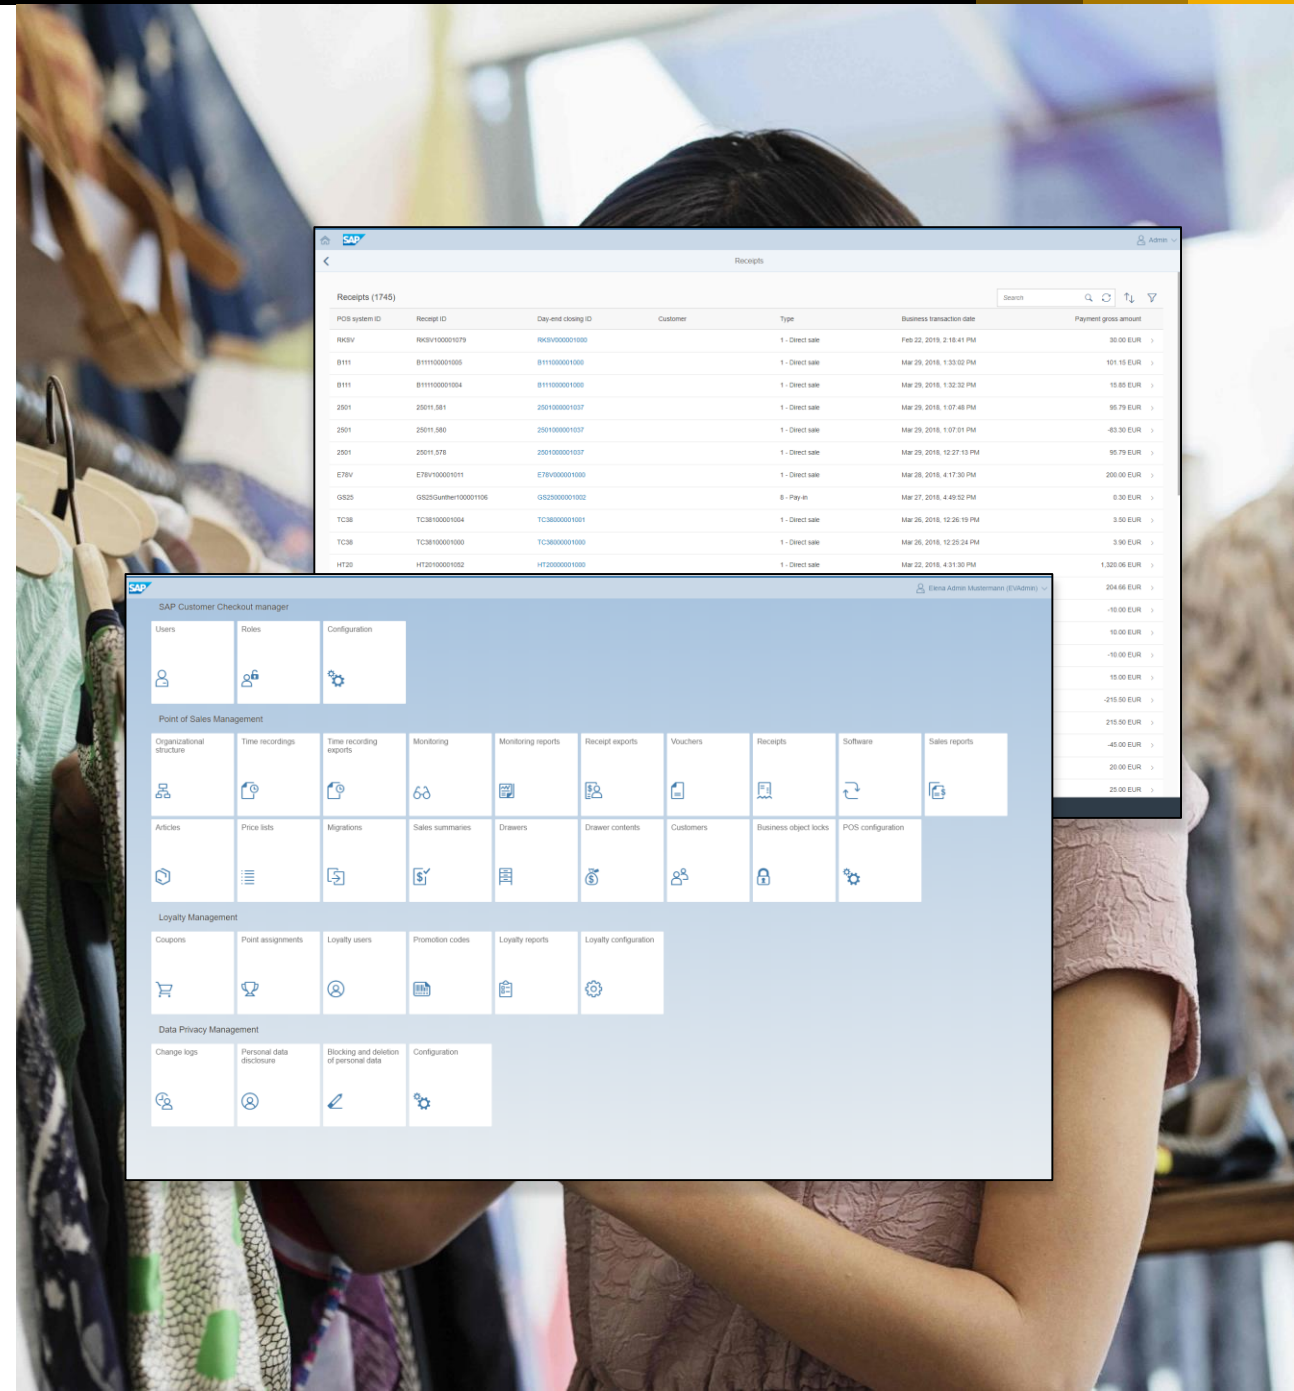 SAP
Admin
Receipts
Receipts (1745)
Search
POS system ID Receipt ID Day-end closing ID Customer Type Business transaction date Payment gross amount
RKSV RKSV100001079 RKSV000001000 1 - Direct sale Feb 22, 2019, 2:18:41 PM 30.00 EUR
B111 B111100001005 B111000001000 1 - Direct sale Mar 29, 2018, 1:33:02 PM 101.15 EUR
B111 B111100001004 B111000001000 1 - Direct sale Mar 29, 2018, 1:32:32 PM 15.85 EUR
2501 25011,581 2501000001037 1 - Direct sale Mar 29, 2018, 1:07:48 PM 95.79 EUR
2501 25011,580 2501000001037 1 - Direct sale Mar 29, 2018, 1:07:01 PM -83.30 EUR
2501 25011,578 2501000001037 1 - Direct sale Mar 29, 2018, 12:27:13 PM 95.79 EUR
E78V E78V100001011 E78V000001000 1 - Direct sale Mar 28, 2018, 4:17:30 PM 200.00 EUR
GS25 GS25Gunther100001106 GS25000001002 8 - Pay-in Mar 27, 2018, 4:49:52 PM 0.30 EUR
TC38 TC38100001004 TC38000001001 1 - Direct sale Mar 26, 2018, 12:26:19 PM 3.50 EUR
TC38 TC38100001000 TC38000001000 1 - Direct sale Mar 26, 2018, 12:25:24 PM 3.90 EUR
HT20 HT20100001052 HT20000001000 1 - Direct sale Mar 22, 2018, 4:31:30 PM 1,320.06 EUR
204.66 EUR
-10.00 EUR
10.00 EUR
-10.00 EUR
15.00 EUR
-215.50 EUR
215.50 EUR
-45.00 EUR
20.00 EUR
25.00 EUR
SAP
Elena Admin Mustermann (EVAdmin)
SAP Customer Checkout manager
Users Roles Configuration
Point of Sales Management
Organizational structure Time recordings Time recording exports Monitoring Monitoring reports Receipt exports Vouchers Receipts Software Sales reports
Articles Price lists Migrations Sales summaries Drawers Drawer contents Customers Business object locks POS configuration
Loyalty Management
Coupons Point assignments Loyalty users Promotion codes Loyalty reports Loyalty configuration
Data Privacy Management
Change logs Personal data disclosure Blocking and deletion of personal data Configuration